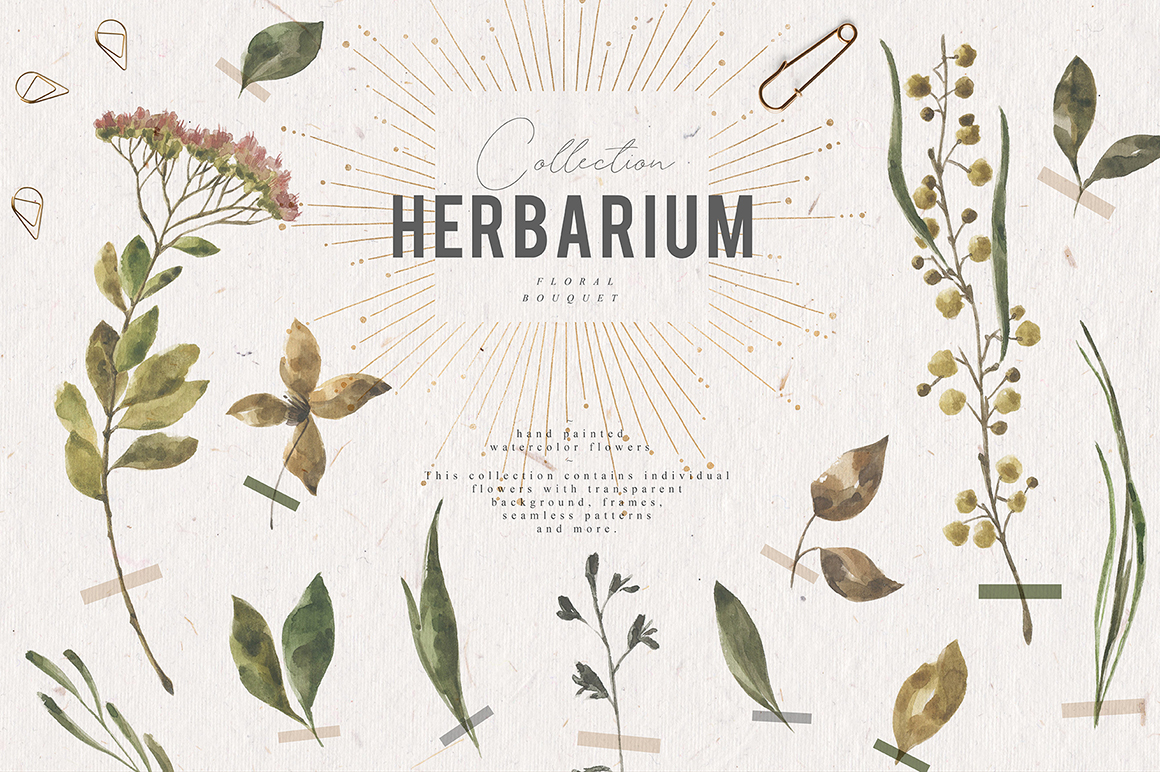 Collection
HERBARIUM
FLORAL
BOUQUET
~
hand painted
watercolor flowers
~
This collection contains individual
flowers with transparent
background, frames,
seamless patterns
and more.